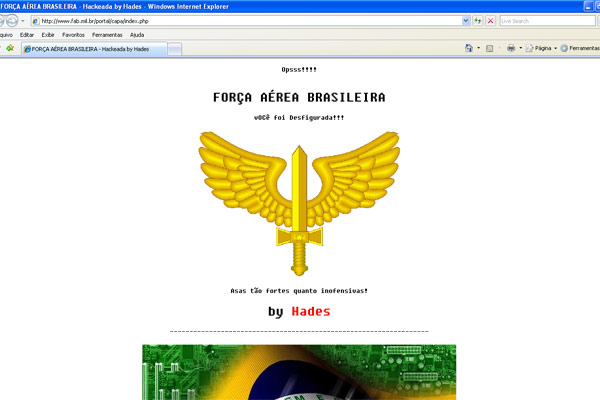 FORÇA AÉREA BRASILEIRA - Hackeada by Hades - Windows Internet Explorer
http://www.fab.mil.br/portal/capa/index.php
Live Search
quivo Editar Exibir Favoritos Ferramentas Ajuda
FORÇA AÉREA BRASILEIRA - Hackeada by Hades
Página Ferramentas
Opsss!!!!
FORÇA AÉREA BRASILEIRA
vOCê foi Desfigurada!!!
Asas tão fortes quanto inofensivas!
by Hades
EM E